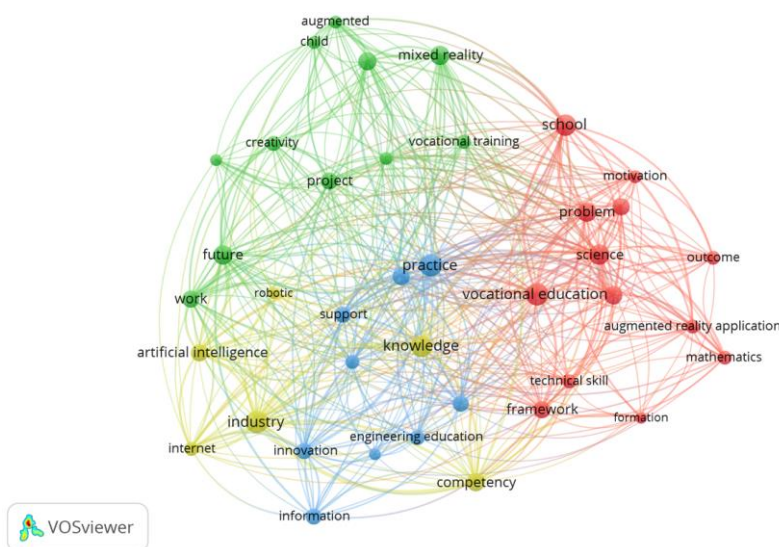 augmented
child
mixed reality
school
creativity
vocational training
motivation
project
problem
future
practice
science
outcome
work
robotic
vocational education
support
augmented reality application
artificial intelligence
knowledge
mathematics
technical skill
industry
framework
formation
engineering education
internet
innovation
competency
information
VOSviewer